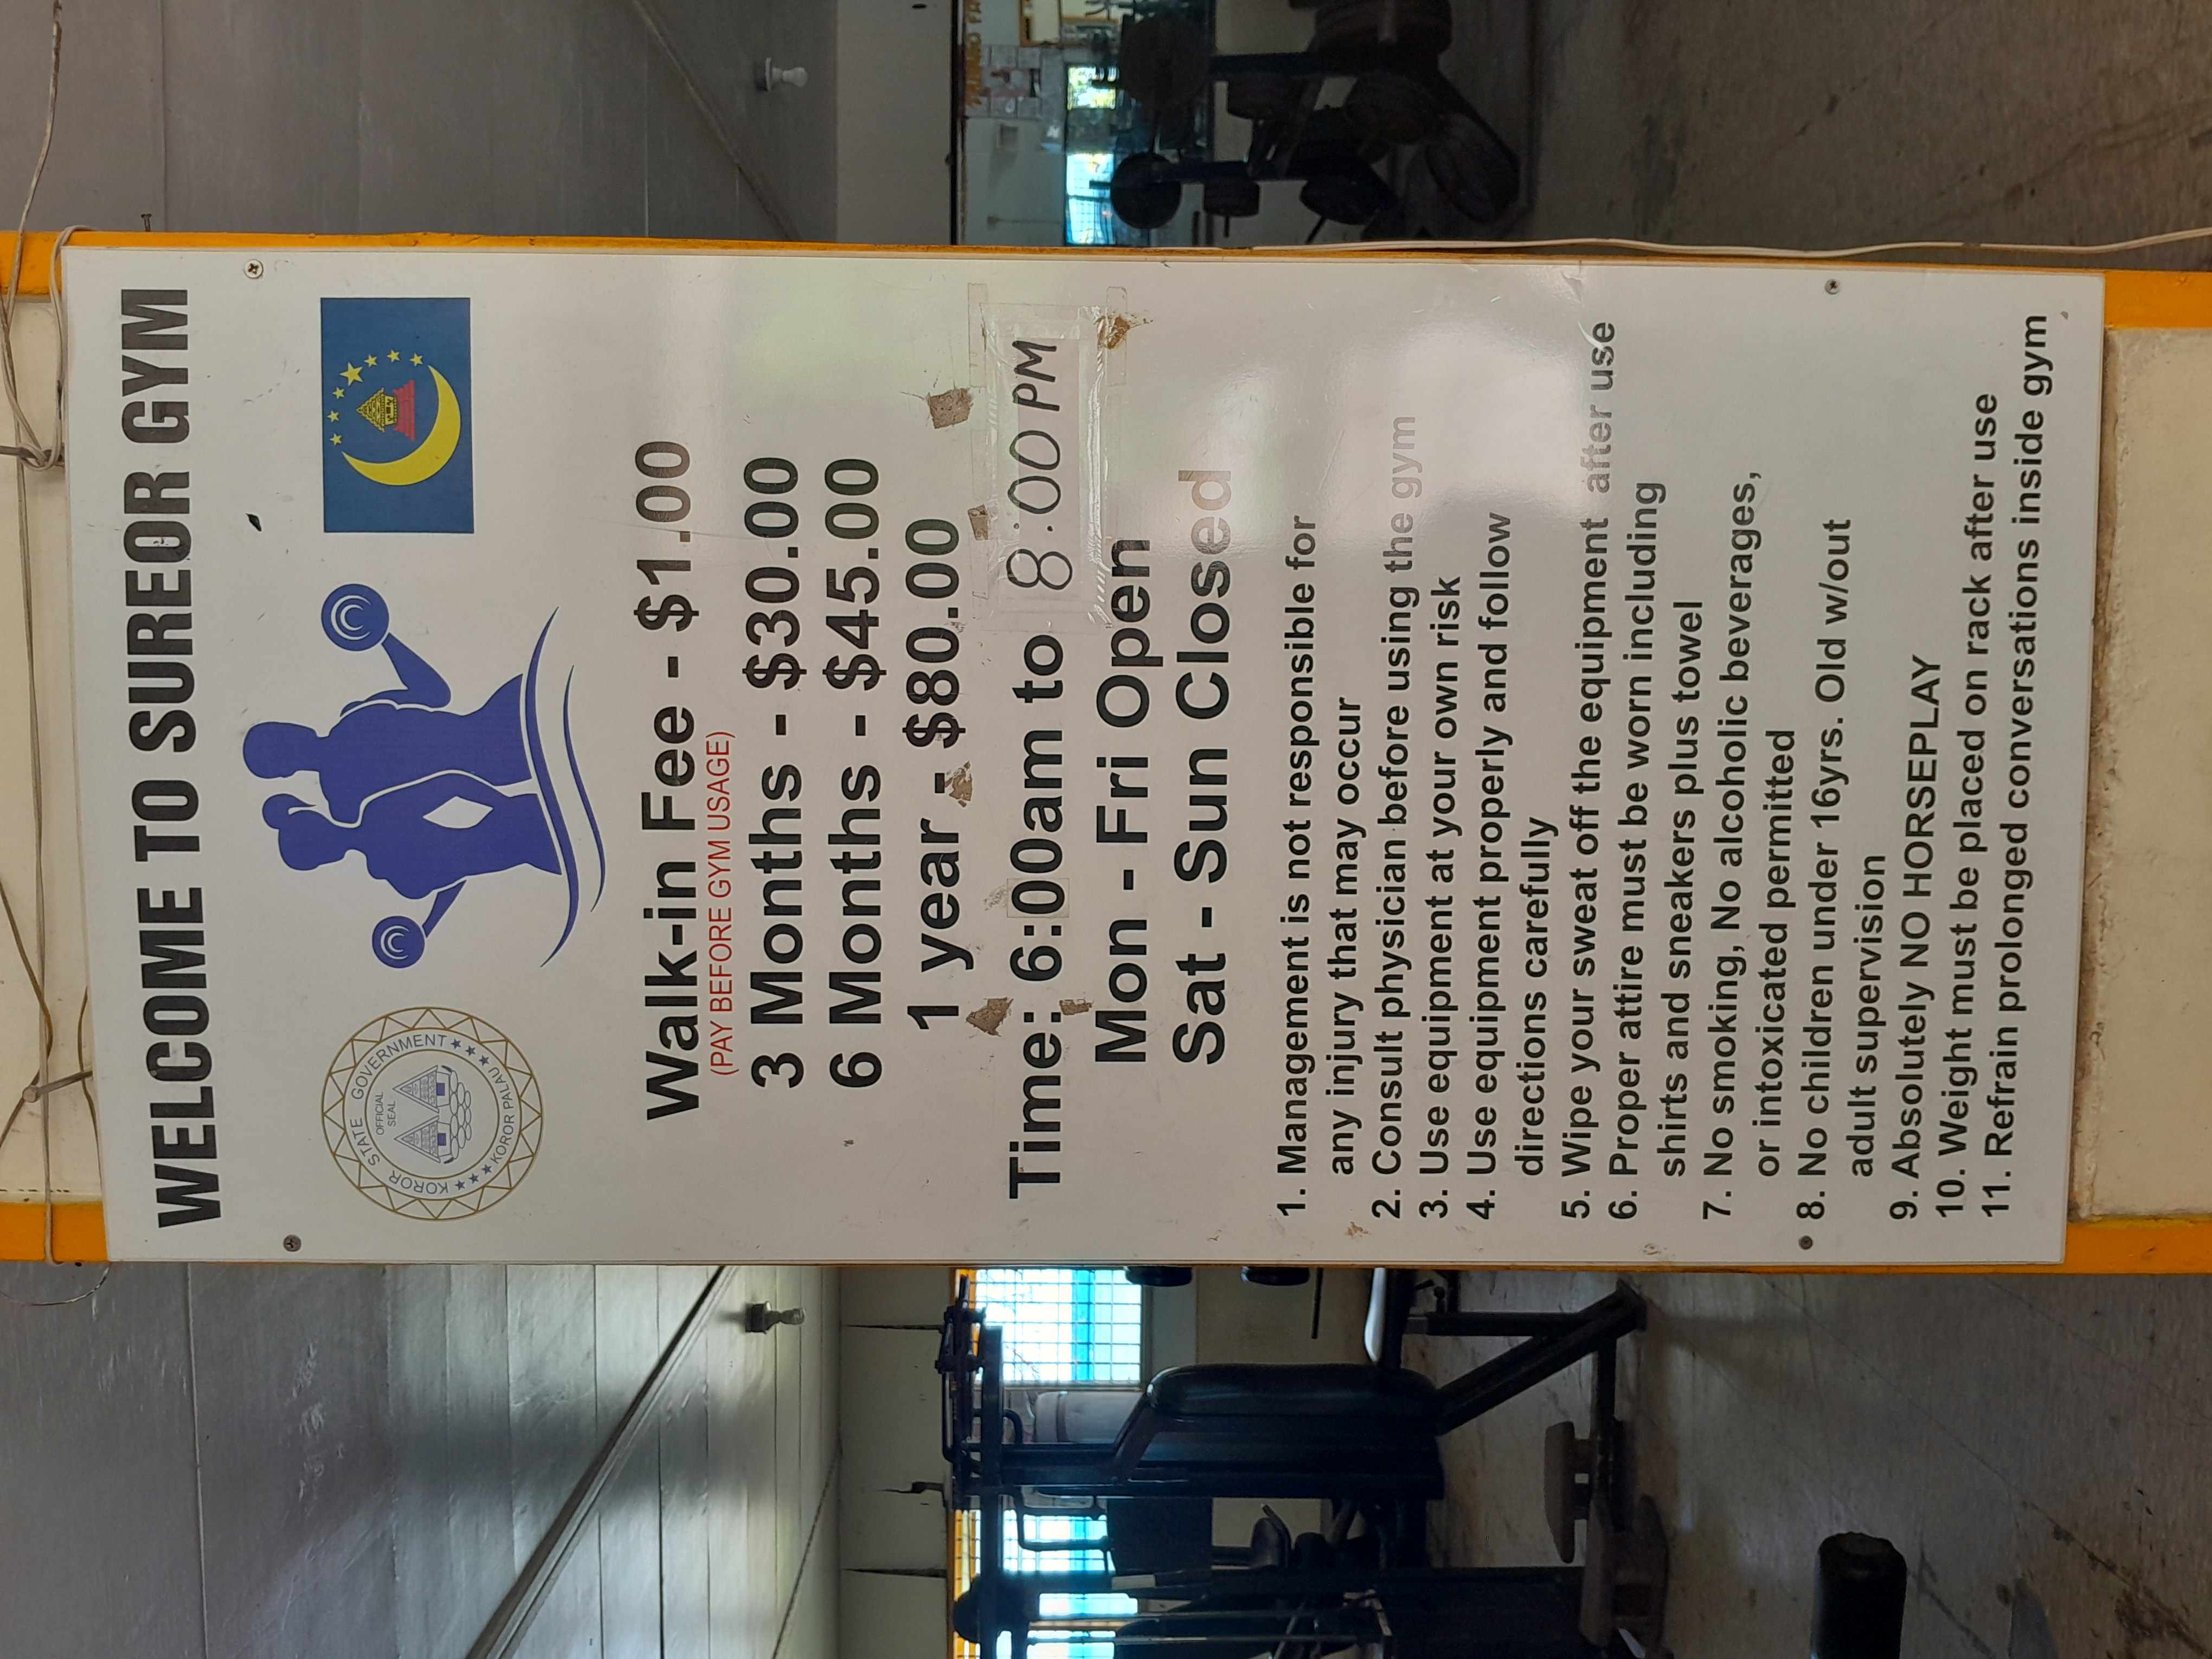 WELCOME TO SUREOR GYM
KOROR STATE GOVERNMENT
OFFICIAL
SEAL
KOROR PALAU
Walk-in Fee - $1.00
(PAY BEFORE GYM USAGE)
3 Months - $30.00
6 Months - $45.00
1 year - $80.00
Time: 6:00am to 8:00 PM
Mon - Fri Open
Sat - Sun Closed
1. Management is not responsible for
any injury that may occur
2. Consult physician before using the gym
3. Use equipment at your own risk
4. Use equipment properly and follow
directions carefully
5. Wipe your sweat off the equipment after use
6. Proper attire must be worn including
shirts and sneakers plus towel
7. No smoking, No alcoholic beverages,
or intoxicated permitted
8. No children under 16yrs. Old w/out
adult supervision
9. Absolutely NO HORSEPLAY
10. Weight must be placed on rack after use
11. Refrain prolonged conversations inside gym